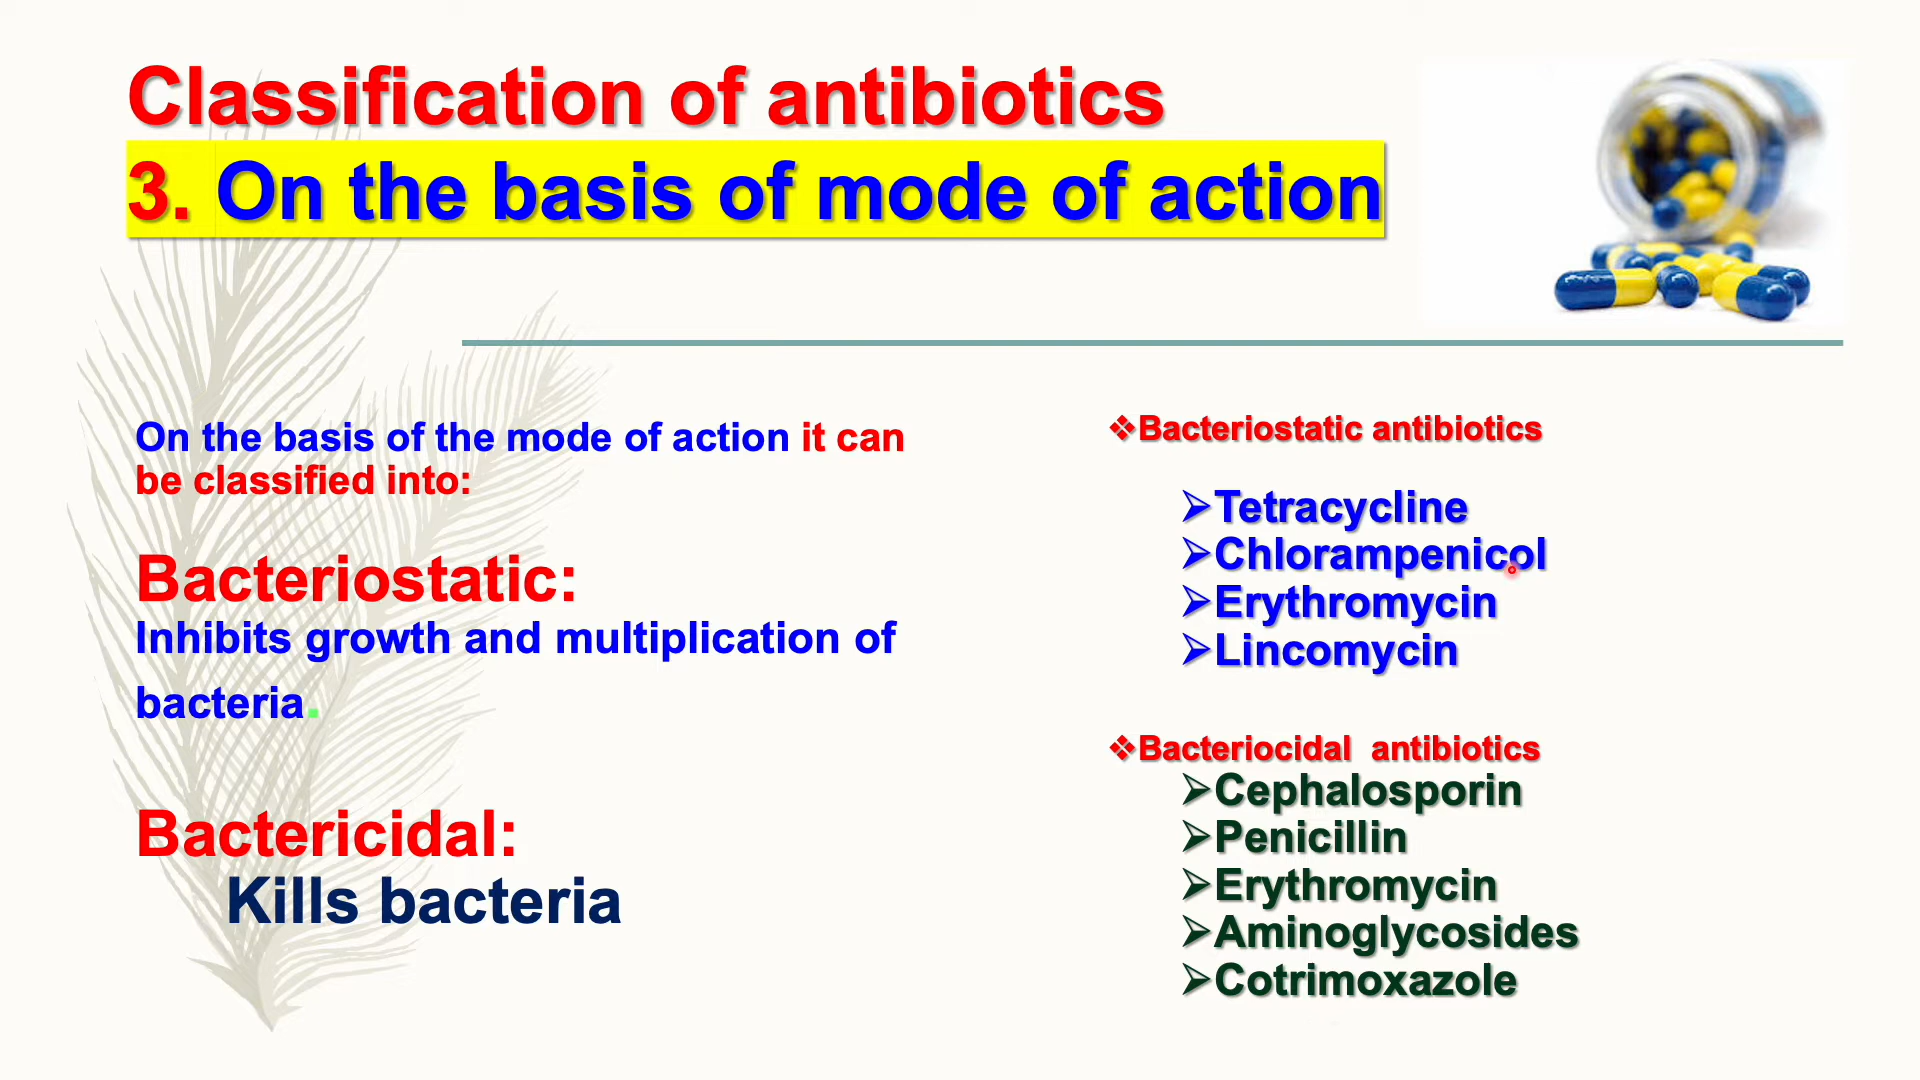 Classification of antibiotics
3. On the basis of mode of action
On the basis of the mode of action it can
be classified into:
Bacteriostatic:
Inhibits growth and multiplication of
bacteria.
Bactericidal:
Kills bacteria
❖Bacteriostatic antibiotics
➢Tetracycline
➢Chlorampenicol
➢Erythromycin
➢Lincomycin
❖Bacteriocidal antibiotics
➢Cephalosporin
➢Penicillin
➢Erythromycin
➢Aminoglycosides
➢Cotrimoxazole